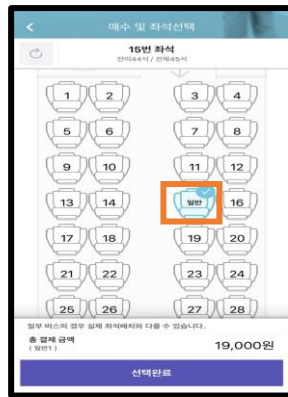 매수 및 좌석선택
15번 좌석
잔여44석 / 전체45석
1 2 3 4
5 6 7 8
9 10 11 12
13 14 일반 16
17 18 19 20
21 22 23 24
25 26 27 28
일부 버스의 경우 실제 좌석배치와 다를 수 있습니다.
총 결제 금액
( 일반1 ) 19,000원
선택완료